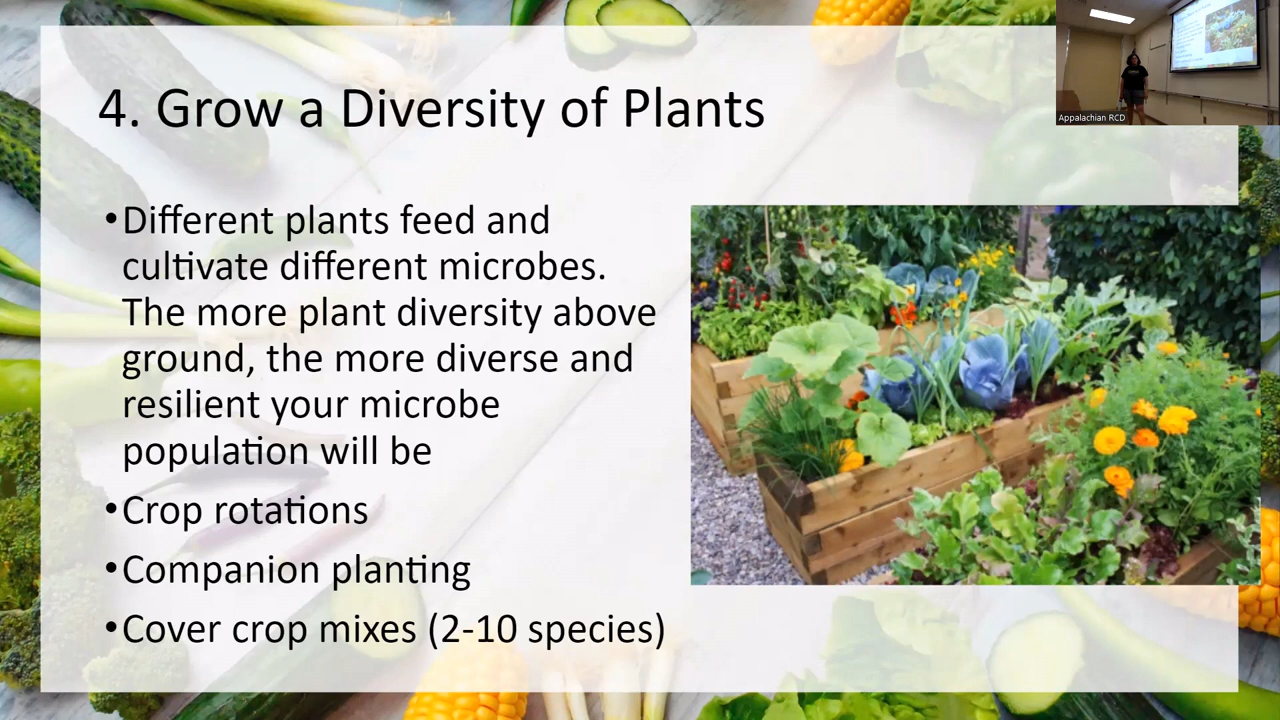 4. Grow a Diversity of Plants
•Different plants feed and
cultivate different microbes.
The more plant diversity above
ground, the more diverse and
resilient your microbe
population will be
•Crop rotations
•Companion planting
•Cover crop mixes (2-10 species)
Appalachian RCD